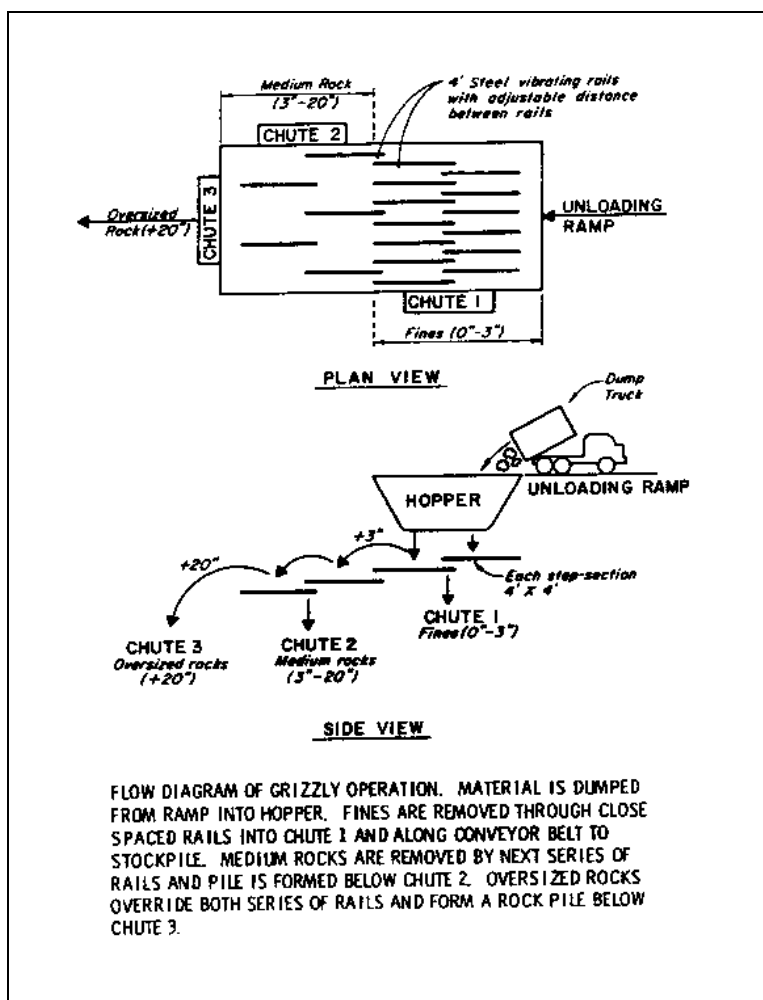 Medium Rock
(3"-20")
4' Steel vibrating rails
with adjustable distance
between rails
CHUTE 2
CHUTE 3
Oversized
Rock(+20")
UNLOADING
RAMP
CHUTE 1
Fines (0"-3")
PLAN VIEW
Dump
Truck
HOPPER
UNLOADING RAMP
+3"
+20"
Each step-section
4' X 4'
CHUTE 1
Fines(0"-3")
CHUTE 3
Oversized rocks
(+20")
CHUTE 2
Medium rocks
(3"-20")
SIDE VIEW
FLOW DIAGRAM OF GRIZZLY OPERATION. MATERIAL IS DUMPED
FROM RAMP INTO HOPPER. FINES ARE REMOVED THROUGH CLOSE
SPACED RAILS INTO CHUTE 1 AND ALONG CONVEYOR BELT TO
STOCKPILE. MEDIUM ROCKS ARE REMOVED BY NEXT SERIES OF
RAILS AND PILE IS FORMED BELOW CHUTE 2. OVERSIZED ROCKS
OVERRIDE BOTH SERIES OF RAILS AND FORM A ROCK PILE BELOW
CHUTE 3.